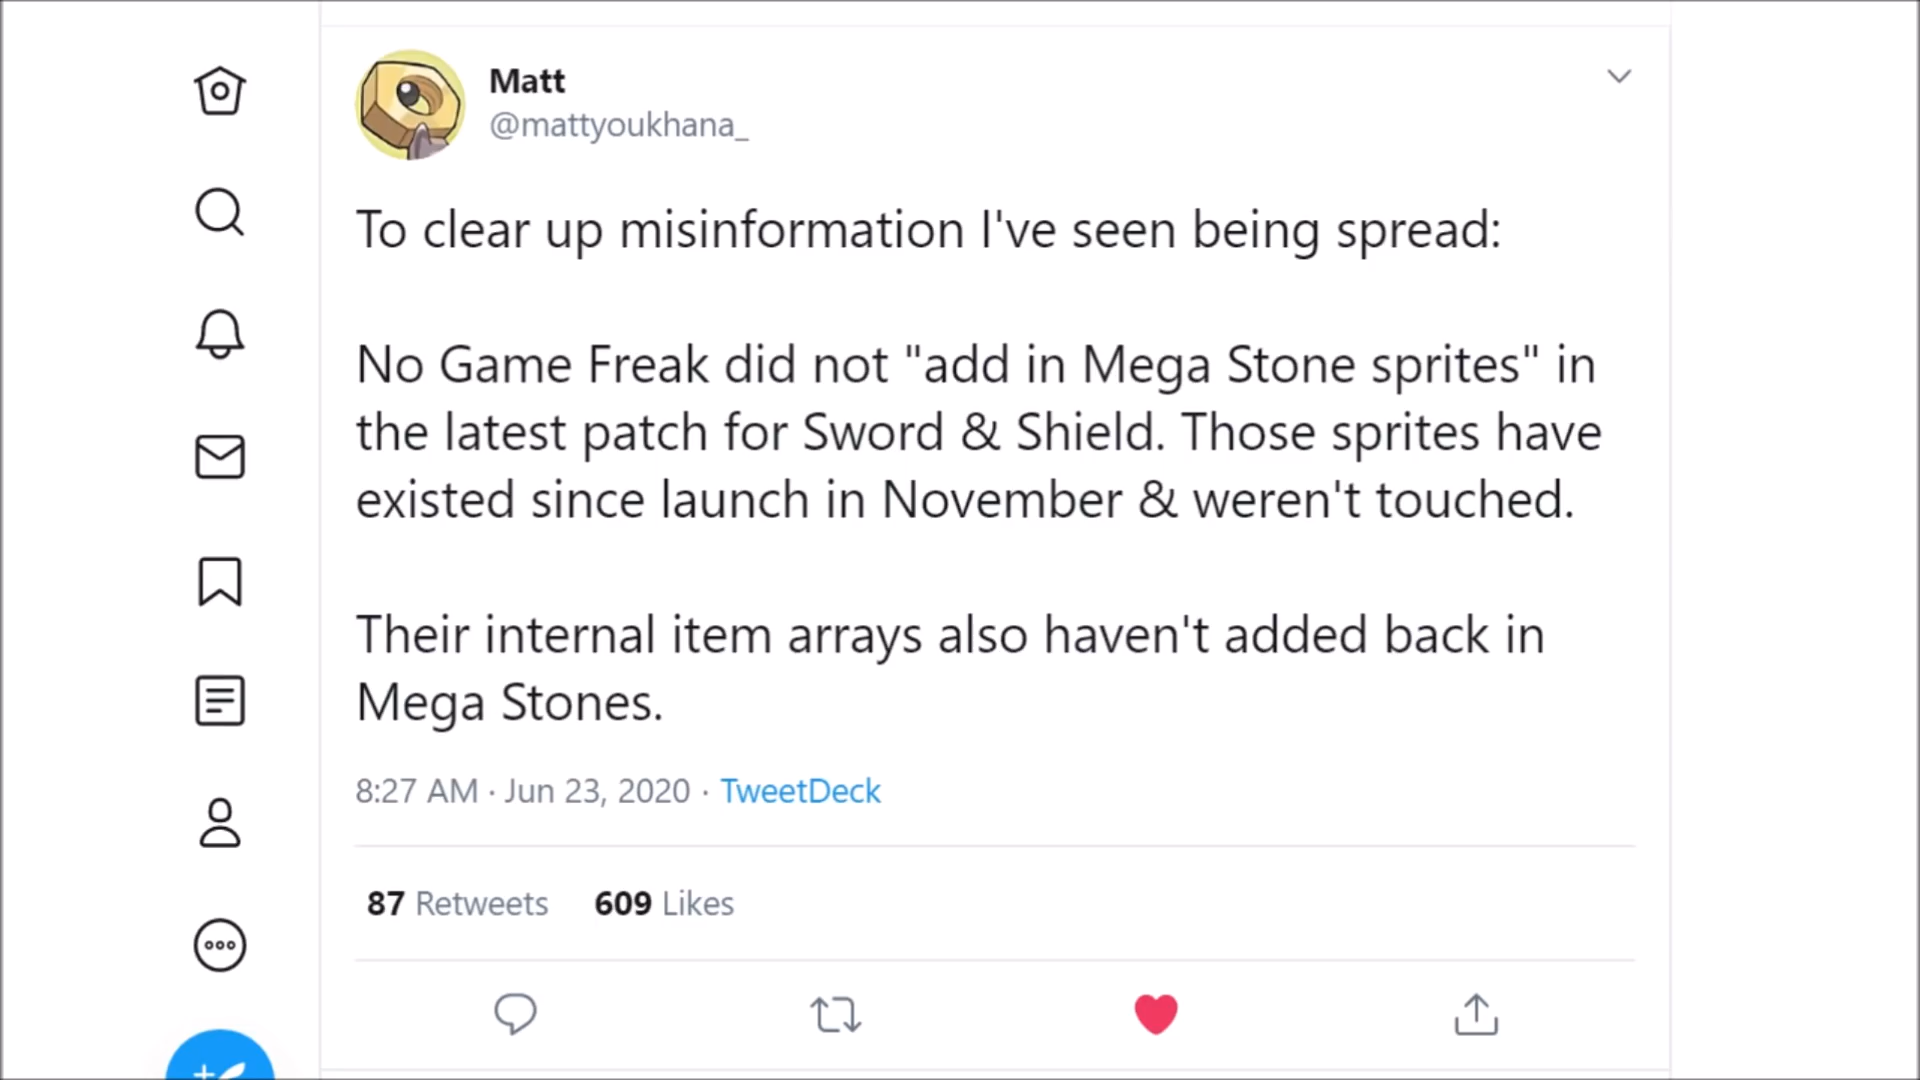 Matt
@mattyoukhana_
To clear up misinformation I've seen being spread:
No Game Freak did not "add in Mega Stone sprites" in
the latest patch for Sword & Shield. Those sprites have
existed since launch in November & weren't touched.
Their internal item arrays also haven't added back in
Mega Stones.
8:27 AM · Jun 23, 2020 · TweetDeck
87 Retweets 609 Likes